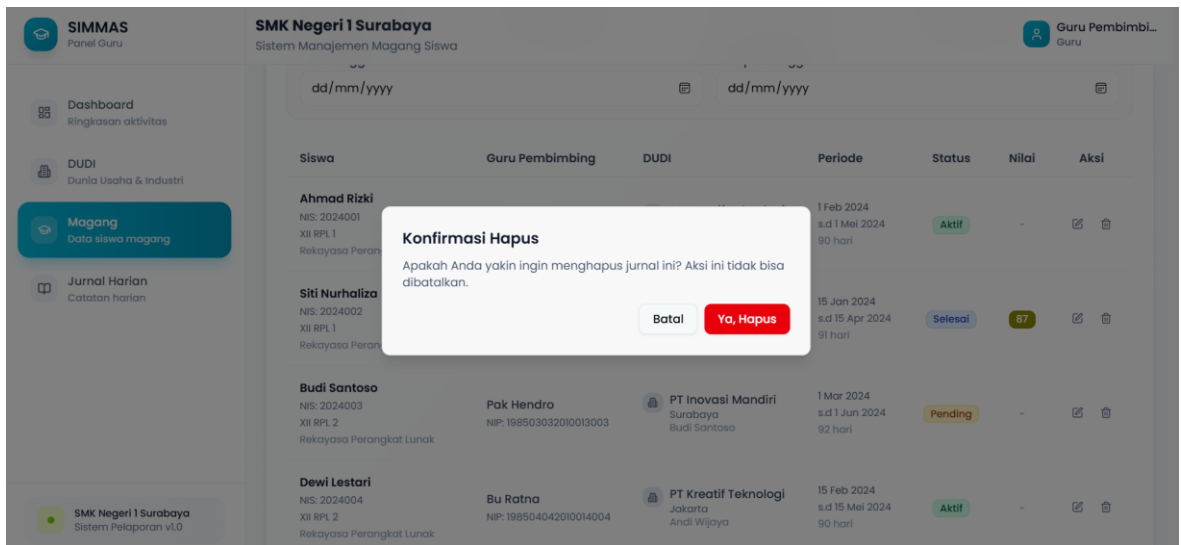 SIMMAS
Panel Guru
SMK Negeri 1 Surabaya
Sistem Manajemen Magang Siswa
Guru Pembimbi...
Guru
Dashboard
Ringkasan aktivitas
DUDI
Dunia Usaha & Industri
Magang
Data siswa magang
Jurnal Harian
Catatan harian
SMK Negeri 1 Surabaya
Sistem Pelaporan v1.0
dd/mm/yyyy
dd/mm/yyyy
Siswa Guru Pembimbing DUDI Periode Status Nilai Aksi
Ahmad Rizki
NIS: 2024001
XII RPL 1
Rekayasa Peran
1 Feb 2024
s.d 1 Mei 2024
90 hari
Aktif
-
Konfirmasi Hapus
Apakah Anda yakin ingin menghapus jurnal ini? Aksi ini tidak bisa
dibatalkan.
Batal
Ya, Hapus
Siti Nurhaliza
NIS: 2024002
XII RPL 1
Rekayasa Peran
15 Jan 2024
s.d 15 Apr 2024
91 hari
Selesai
87
Budi Santoso
NIS: 2024003
XII RPL 2
Rekayasa Perangkat Lunak
Pak Hendro
NIP: 198503032010013003
PT Inovasi Mandiri
Surabaya
Budi Santoso
1 Mar 2024
s.d 1 Jun 2024
92 hari
Pending
-
Dewi Lestari
NIS: 2024004
XII RPL 2
Rekayasa Perangkat Lunak
Bu Ratna
NIP: 198504042010014004
PT Kreatif Teknologi
Jakarta
Andi Wijaya
15 Feb 2024
s.d 15 Mei 2024
90 hari
Aktif
-